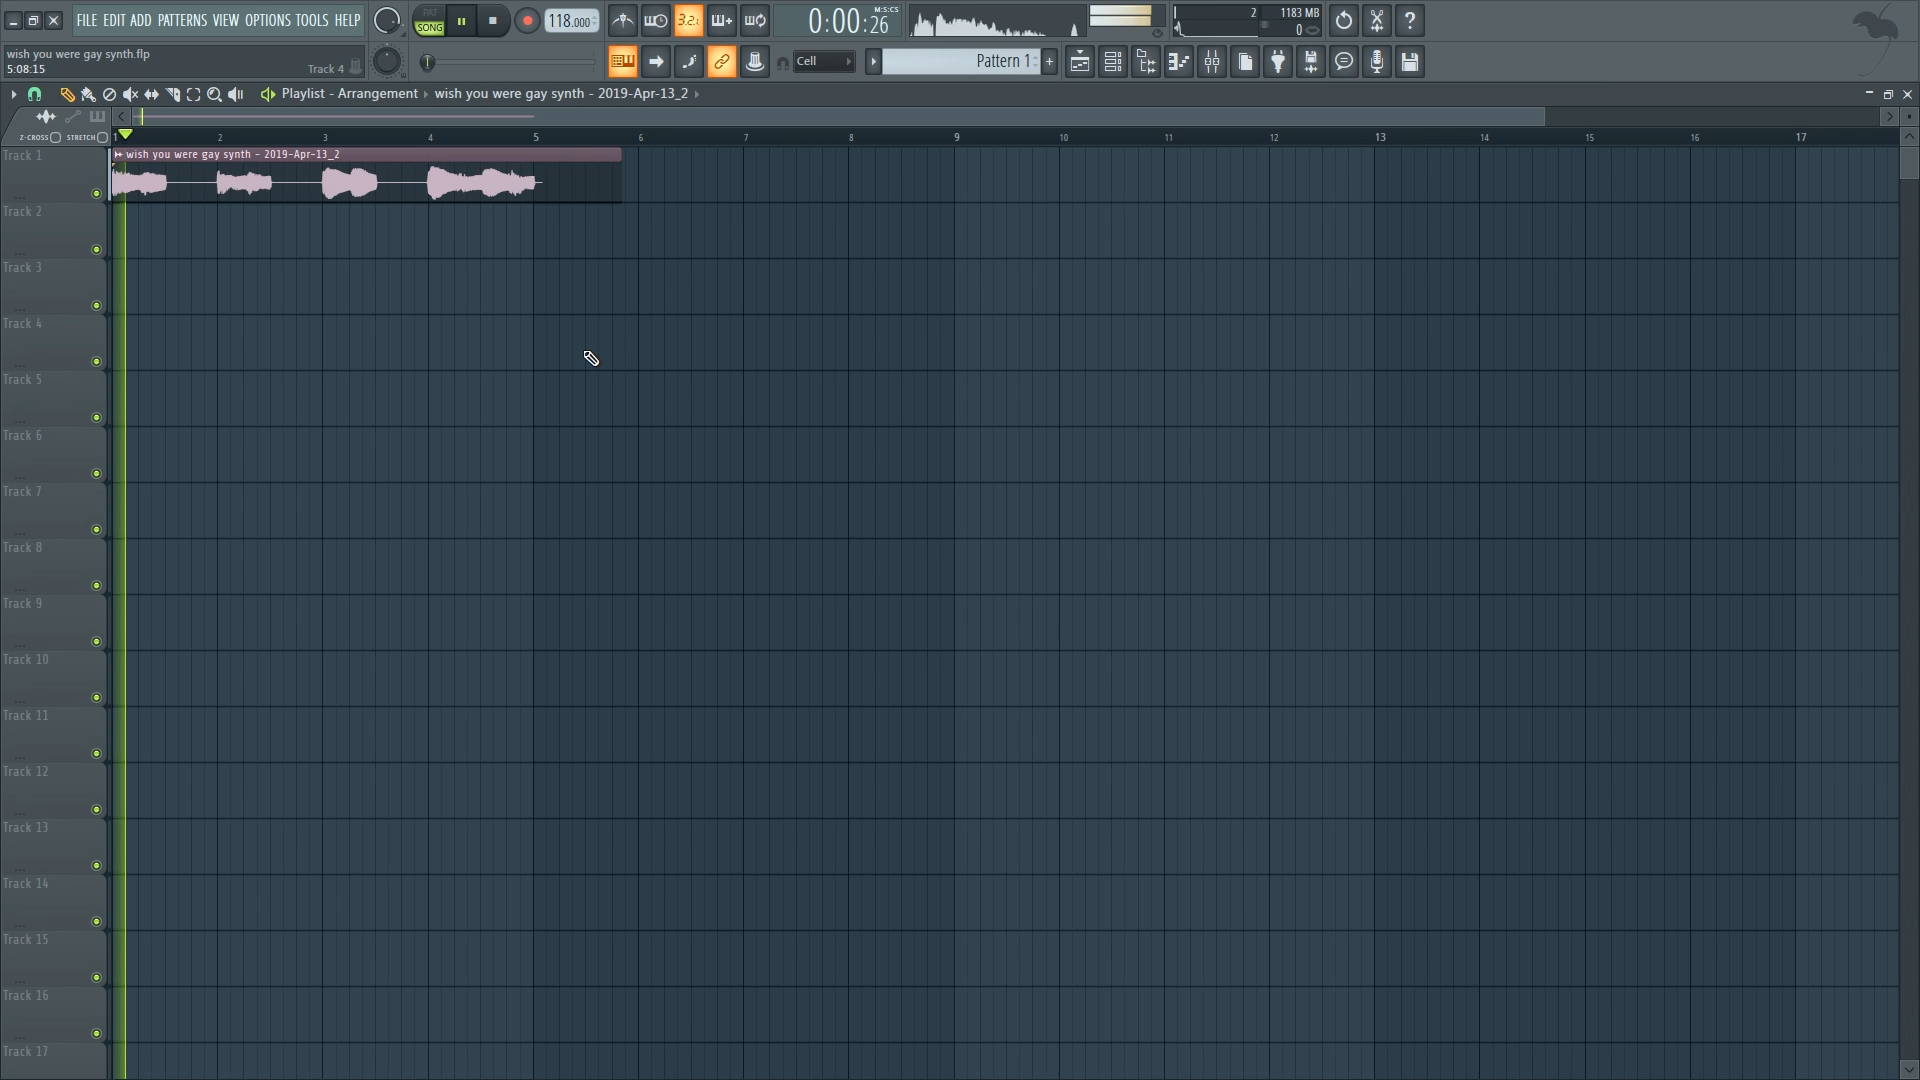 FILE EDIT ADD PATTERNS VIEW OPTIONS TOOLS HELP
PAT
SONG
118.000
3.2.1
0:00:26
M:S:CS
2
1183 MB
0
wish you were gay synth.flp
5:08:15
Track 4
Cell
Pattern 1
Playlist - Arrangement
wish you were gay synth - 2019-Apr-13_2
Z-CROSS
STRETCH
1 2 3 4 5 6 7 8 9 10 11 12 13 14 15 16 17
wish you were gay synth - 2019-Apr-13_2
Track 1
Track 2
Track 3
Track 4
Track 5
Track 6
Track 7
Track 8
Track 9
Track 10
Track 11
Track 12
Track 13
Track 14
Track 15
Track 16
Track 17